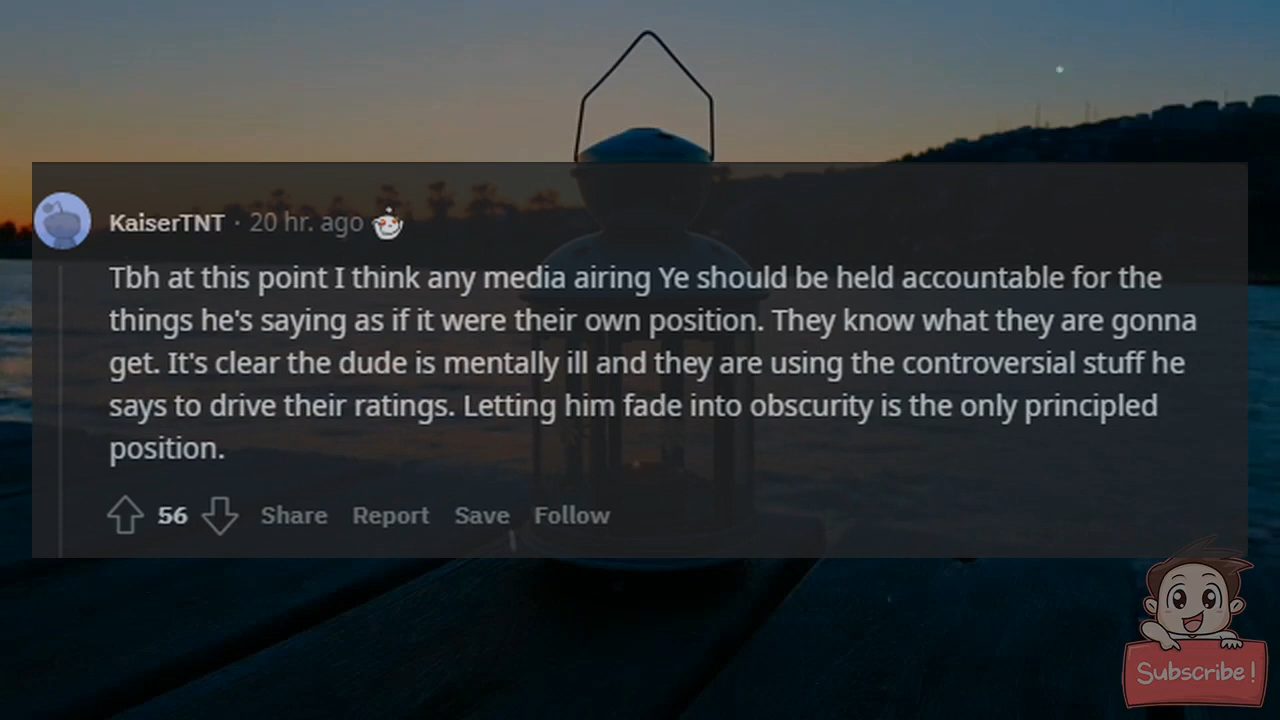 KaiserTNT · 20 hr. ago
Tbh at this point I think any media airing Ye should be held accountable for the
things he's saying as if it were their own position. They know what they are gonna
get. It's clear the dude is mentally ill and they are using the controversial stuff he
says to drive their ratings. Letting him fade into obscurity is the only principled
position.
56 Share Report Save Follow
Subscribe!